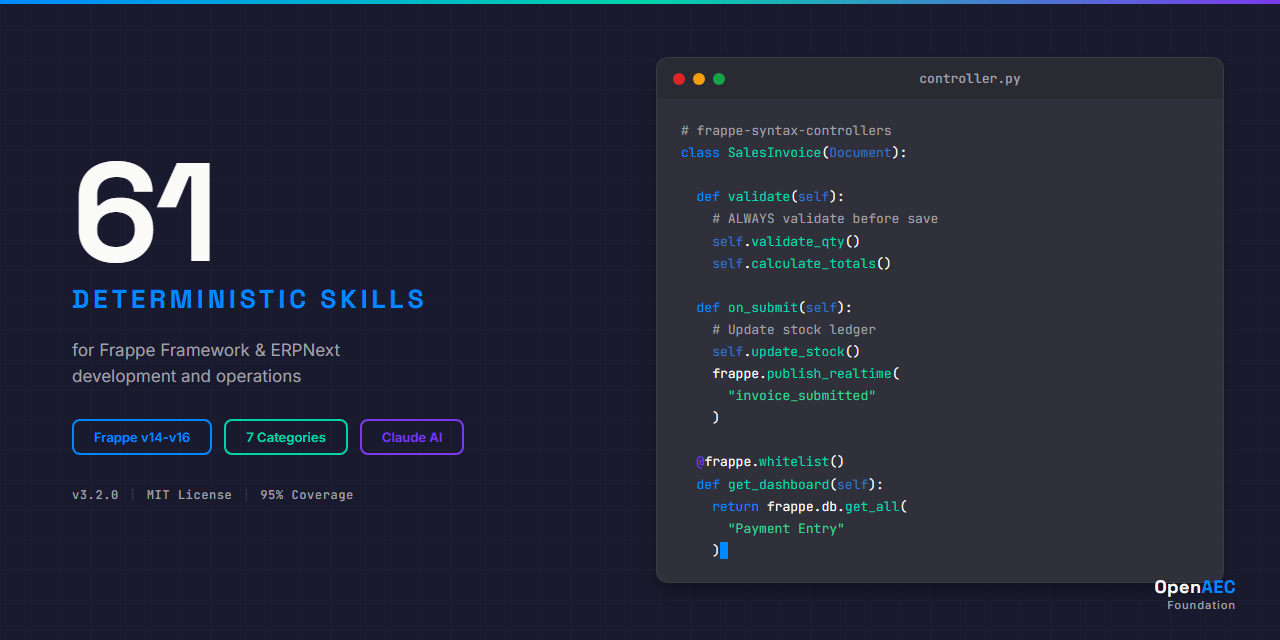 61
DETERMINISTIC SKILLS
for Frappe Framework & ERPNext
development and operations
Frappe v14-v16
7 Categories
Claude AI
v3.2.0 | MIT License | 95% Coverage
controller.py
# frappe-syntax-controllers
class SalesInvoice(Document):
def validate(self):
# ALWAYS validate before save
self.validate_qty()
self.calculate_totals()
def on_submit(self):
# Update stock ledger
self.update_stock()
frappe.publish_realtime(
"invoice_submitted"
)
@frappe.whitelist()
def get_dashboard(self):
return frappe.db.get_all(
"Payment Entry"
)
OpenAEC
Foundation